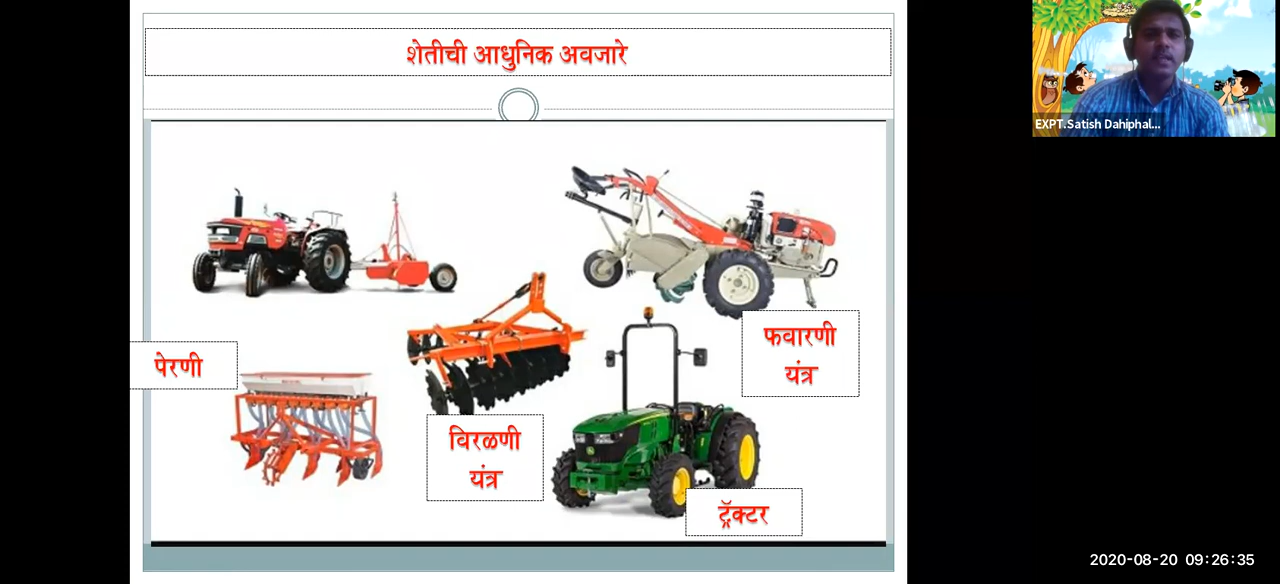 शेतीची आधुनिक अवजारे
EXPT.Satish Dahiphal...
फवारणी
यंत्र
पेरणी
विरळणी
यंत्र
ट्रॅक्टर
2020-08-20 09:26:35